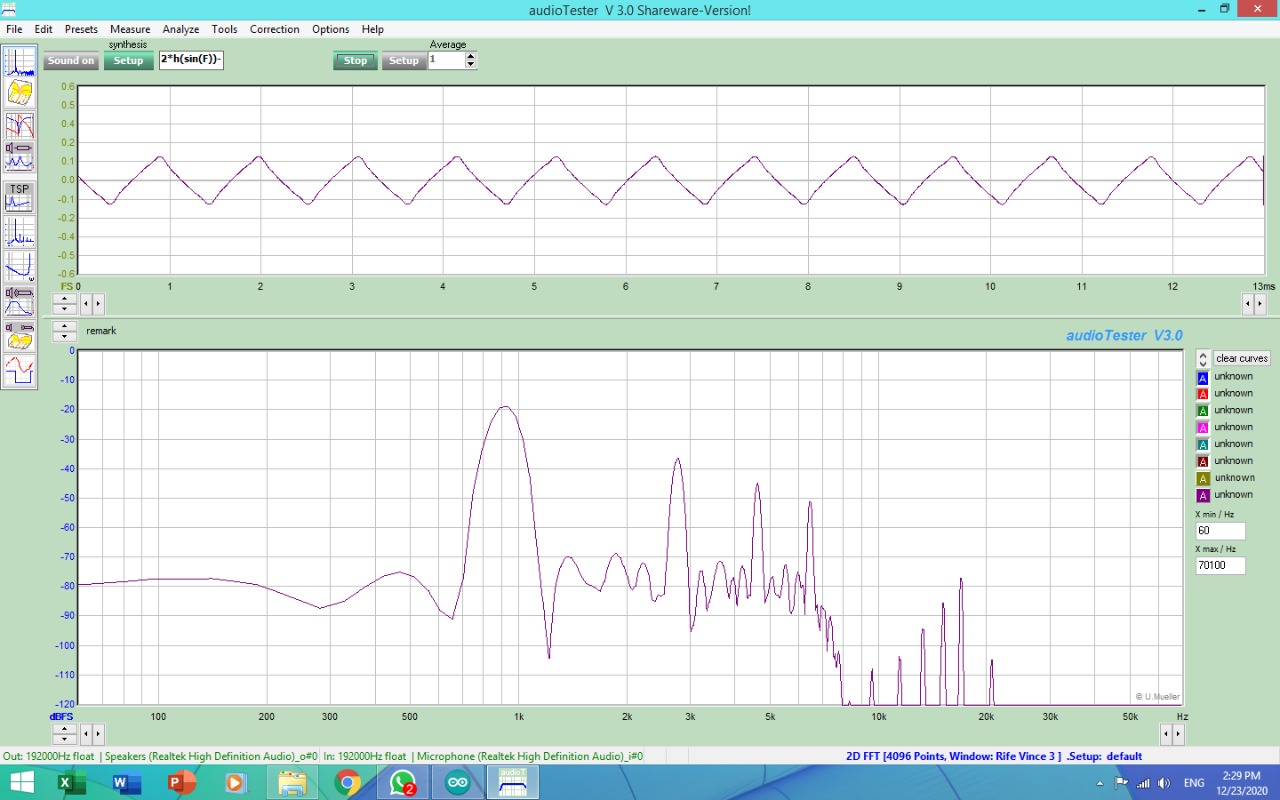 audioTester V 3.0 Shareware-Version!
File Edit Presets Measure Analyze Tools Correction Options Help
synthesis
Average
Sound on Setup 2*h(sin(F))- Stop Setup 1
TSP
0.6
0.5
0.4
0.2
0.1
0.0
-0.1
-0.2
-0.4
-0.5
-0.6
FS 0 1 2 3 4 5 6 7 8 9 10 11 12 13ms
remark
audioTester V3.0
0
-10
-20
-30
-40
-50
-60
-70
-80
-90
-100
-110
-120
© U.Mueller
dBFS 100 200 300 500 1k 2k 3k 5k 10k 20k 30k 50k Hz
clear curves
A unknown
A unknown
A unknown
A unknown
A unknown
A unknown
A unknown
A unknown
X min / Hz
60
X max / Hz
70100
Out: 192000Hz float | Speakers (Realtek High Definition Audio)_o#0 In: 192000Hz float | Microphone (Realtek High Definition Audio)_i#0 2D FFT [4096 Points, Window: Rife Vince 3 ] .Setup: default
2
ENG
2:29 PM
12/23/2020